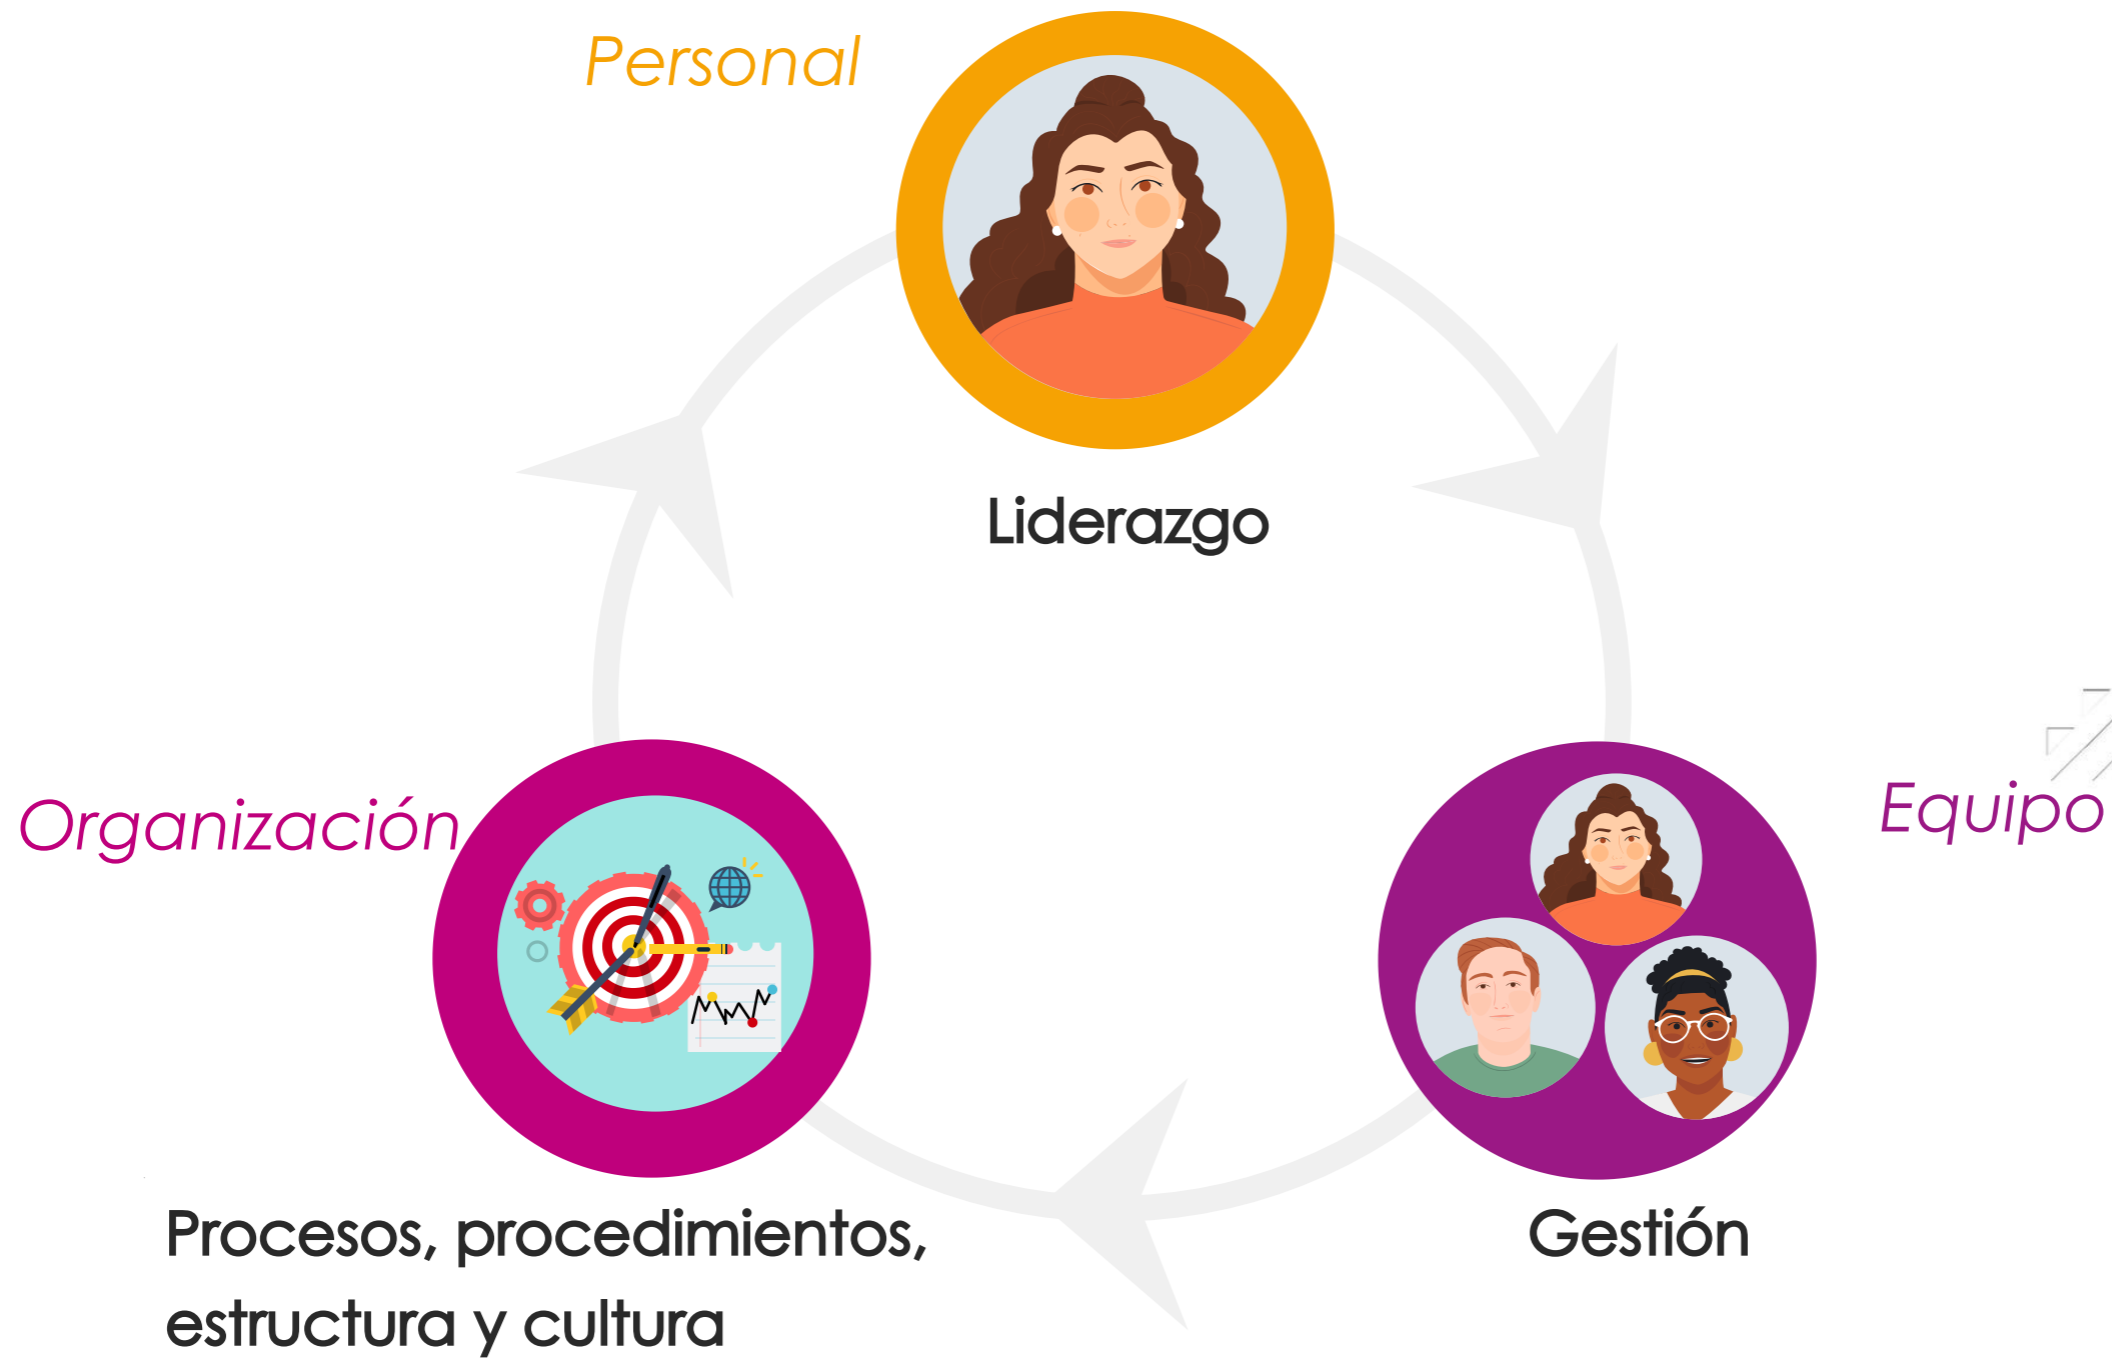 Personal
Liderazgo
Organización
Equipo
Procesos, procedimientos,
estructura y cultura
Gestión